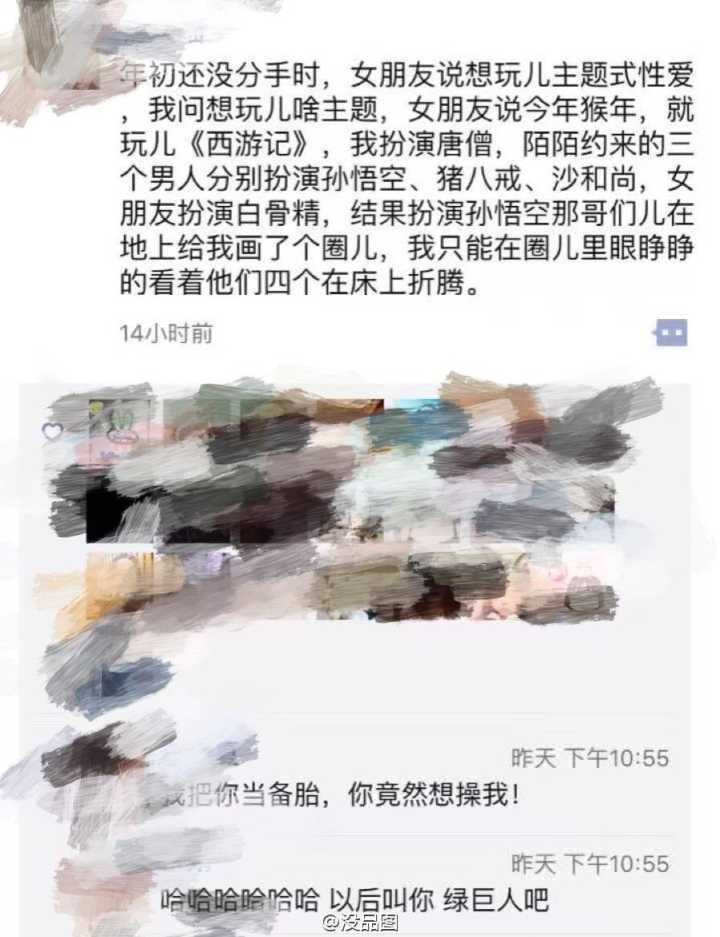 年初还没分手时，女朋友说想玩儿主题式性爱
，我问想玩儿啥主题，女朋友说今年猴年，就
玩儿《西游记》，我扮演唐僧，陌陌约来的三
个男人分别扮演孙悟空、猪八戒、沙和尚，女
朋友扮演白骨精，结果扮演孙悟空那哥们儿在
地上给我画了个圈儿，我只能在圈儿里眼睁睁
的看着他们四个在床上折腾。
14小时前
昨天 下午10:55
我把你当备胎，你竟然想操我！
昨天 下午10:55
哈哈哈哈哈哈 以后叫你 绿巨人吧
@没品图